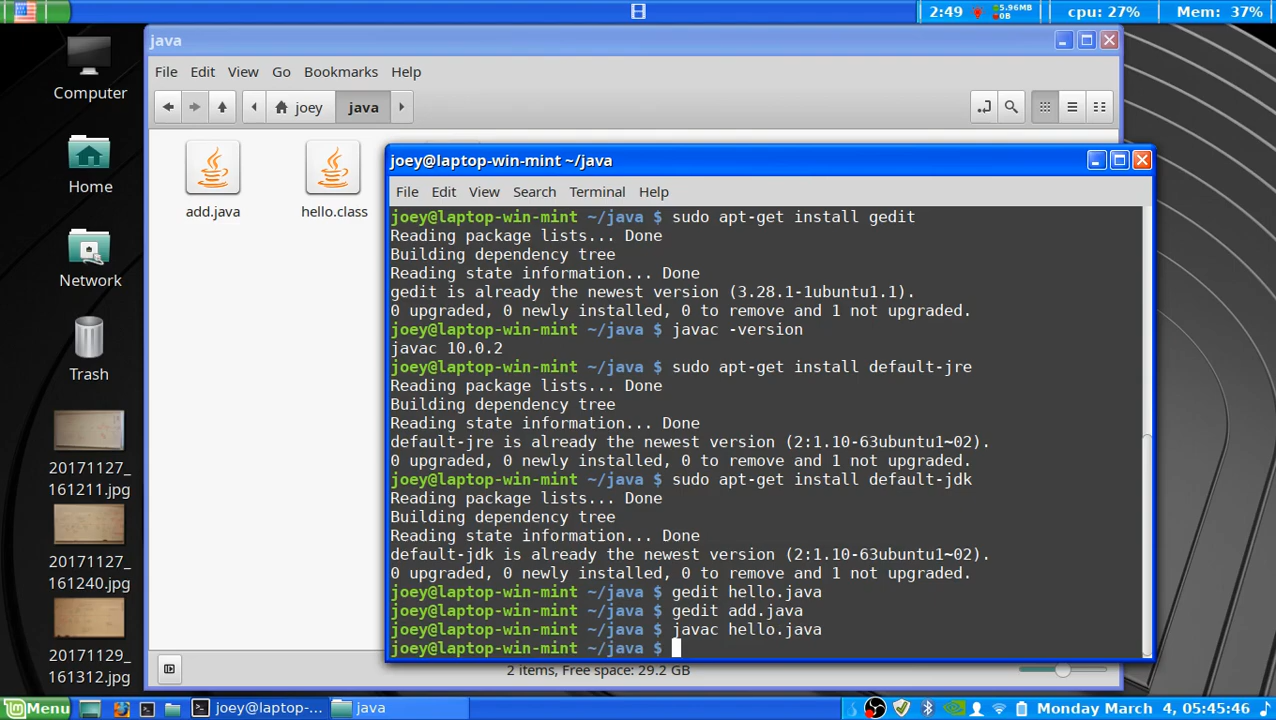 2:49
5.96MB
0B
cpu: 27%
Mem: 37%
java
File Edit View Go Bookmarks Help
joey
java
add.java
hello.class
Computer
Home
Network
Trash
20171127_
161211.jpg
20171127_
161240.jpg
20171129_
161312.jpg
joey@laptop-win-mint ~/java
File Edit View Search Terminal Help
joey@laptop-win-mint ~/java $ sudo apt-get install gedit
Reading package lists... Done
Building dependency tree
Reading state information... Done
gedit is already the newest version (3.28.1-1ubuntu1.1).
0 upgraded, 0 newly installed, 0 to remove and 1 not upgraded.
joey@laptop-win-mint ~/java $ javac -version
javac 10.0.2
joey@laptop-win-mint ~/java $ sudo apt-get install default-jre
Reading package lists... Done
Building dependency tree
Reading state information... Done
default-jre is already the newest version (2:1.10-63ubuntu1~02).
0 upgraded, 0 newly installed, 0 to remove and 1 not upgraded.
joey@laptop-win-mint ~/java $ sudo apt-get install default-jdk
Reading package lists... Done
Building dependency tree
Reading state information... Done
default-jdk is already the newest version (2:1.10-63ubuntu1~02).
0 upgraded, 0 newly installed, 0 to remove and 1 not upgraded.
joey@laptop-win-mint ~/java $ gedit hello.java
joey@laptop-win-mint ~/java $ gedit add.java
joey@laptop-win-mint ~/java $ javac hello.java
joey@laptop-win-mint ~/java $
2 items, Free space: 29.2 GB
Menu
joey@laptop-...
java
Monday March 4, 05:45:46